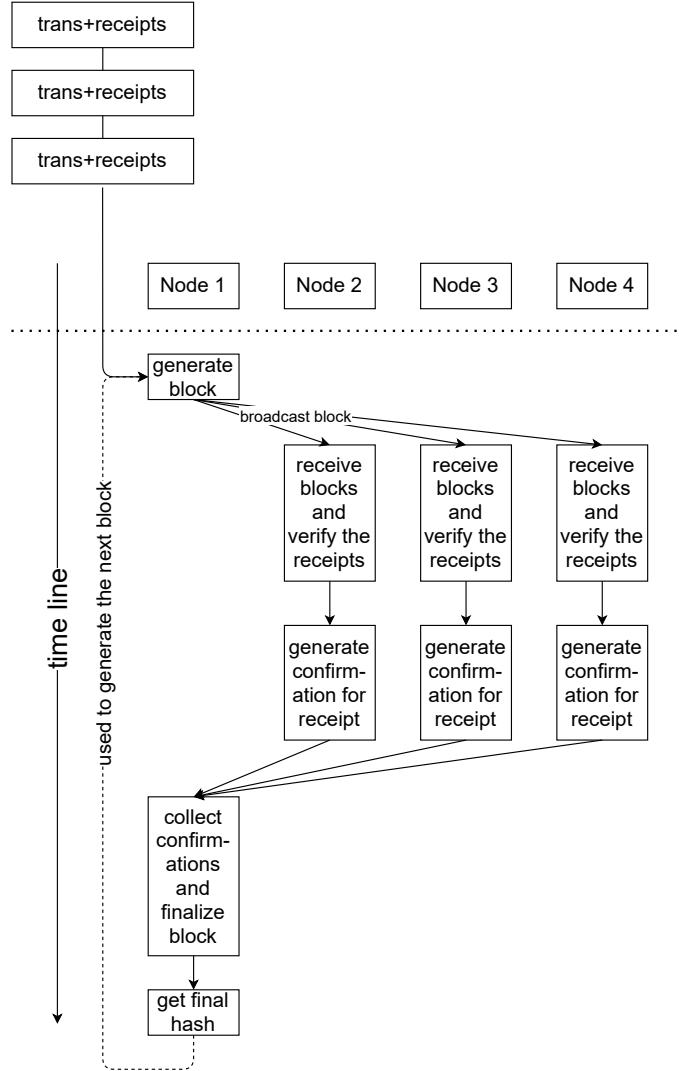 trans+receipts
trans+receipts
trans+receipts
Node 1
Node 2
Node 3
Node 4
generate
block
broadcast block
receive
blocks
and
verify the
receipts
receive
blocks
and
verify the
receipts
receive
blocks
and
verify the
receipts
time line
used to generate the next block
generate
confirm-
ation for
receipt
generate
confirm-
ation for
receipt
generate
confirm-
ation for
receipt
collect
confirm-
ations
and
finalize
block
get final
hash